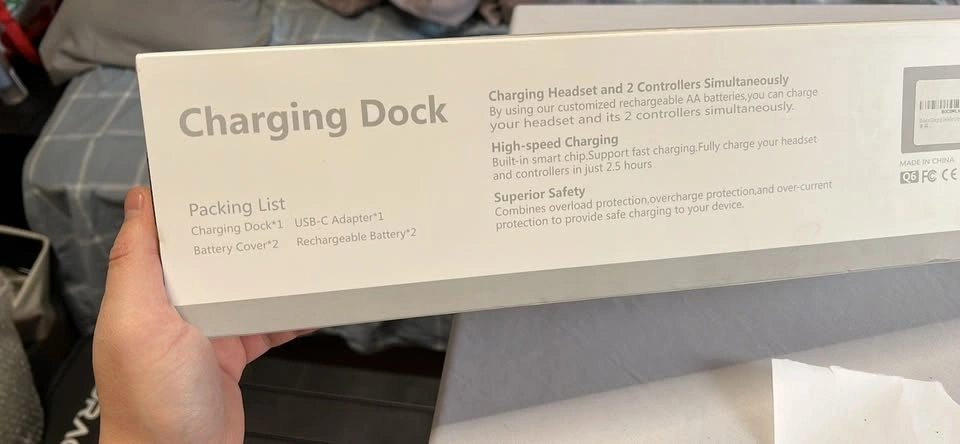 Charging Dock
Packing List
Charging Dock*1 USB-C Adapter*1
Battery Cover*2 Rechargeable Battery*2
Charging Headset and 2 Controllers Simultaneously
By using our customized rechargeable AA batteries,you can charge
your headset and its 2 controllers simultaneously.
High-speed Charging
Built-in smart chip.Support fast charging.Fully charge your headset
and controllers in just 2.5 hours
Superior Safety
Combines overload protection,overcharge protection,and over-current
protection to provide safe charging to your device.
MADE IN CHINA
FC CE